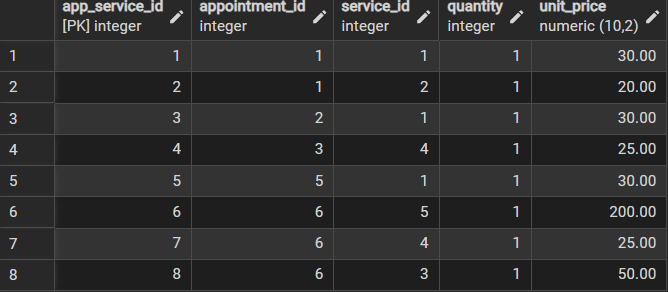 app_service_id appointment_id service_id quantity unit_price
[PK] integer integer integer integer numeric (10,2)
1 1 1 1 1 30.00
2 2 1 2 1 20.00
3 3 2 1 1 30.00
4 4 3 4 1 25.00
5 5 5 1 1 30.00
6 6 6 5 1 200.00
7 7 6 4 1 25.00
8 8 6 3 1 50.00